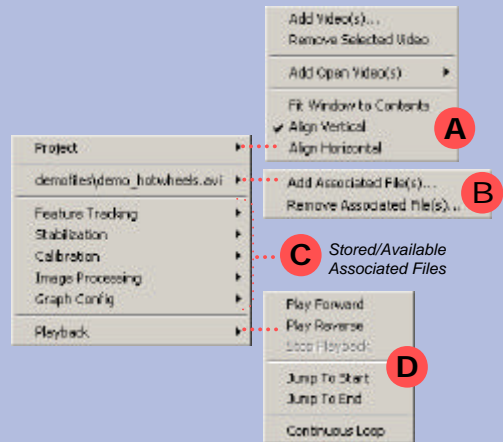 Add Video(s)...
Remove Selected Video
Add Open Video(s)
Fit Window to Contents
Align Vertical
Align Horizontal
A
Project
demofiles\demo_hotwheels.avi
Feature Tracking
Stabilization
Calibration
Image Processing
Graph Config
Playback
Add Associated File(s)...
Remove Associated File(s)...
B
C
Stored/Available
Associated Files
Play Forward
Play Reverse
Stop Playback
Jump To Start
Jump To End
Continuous Loop
D